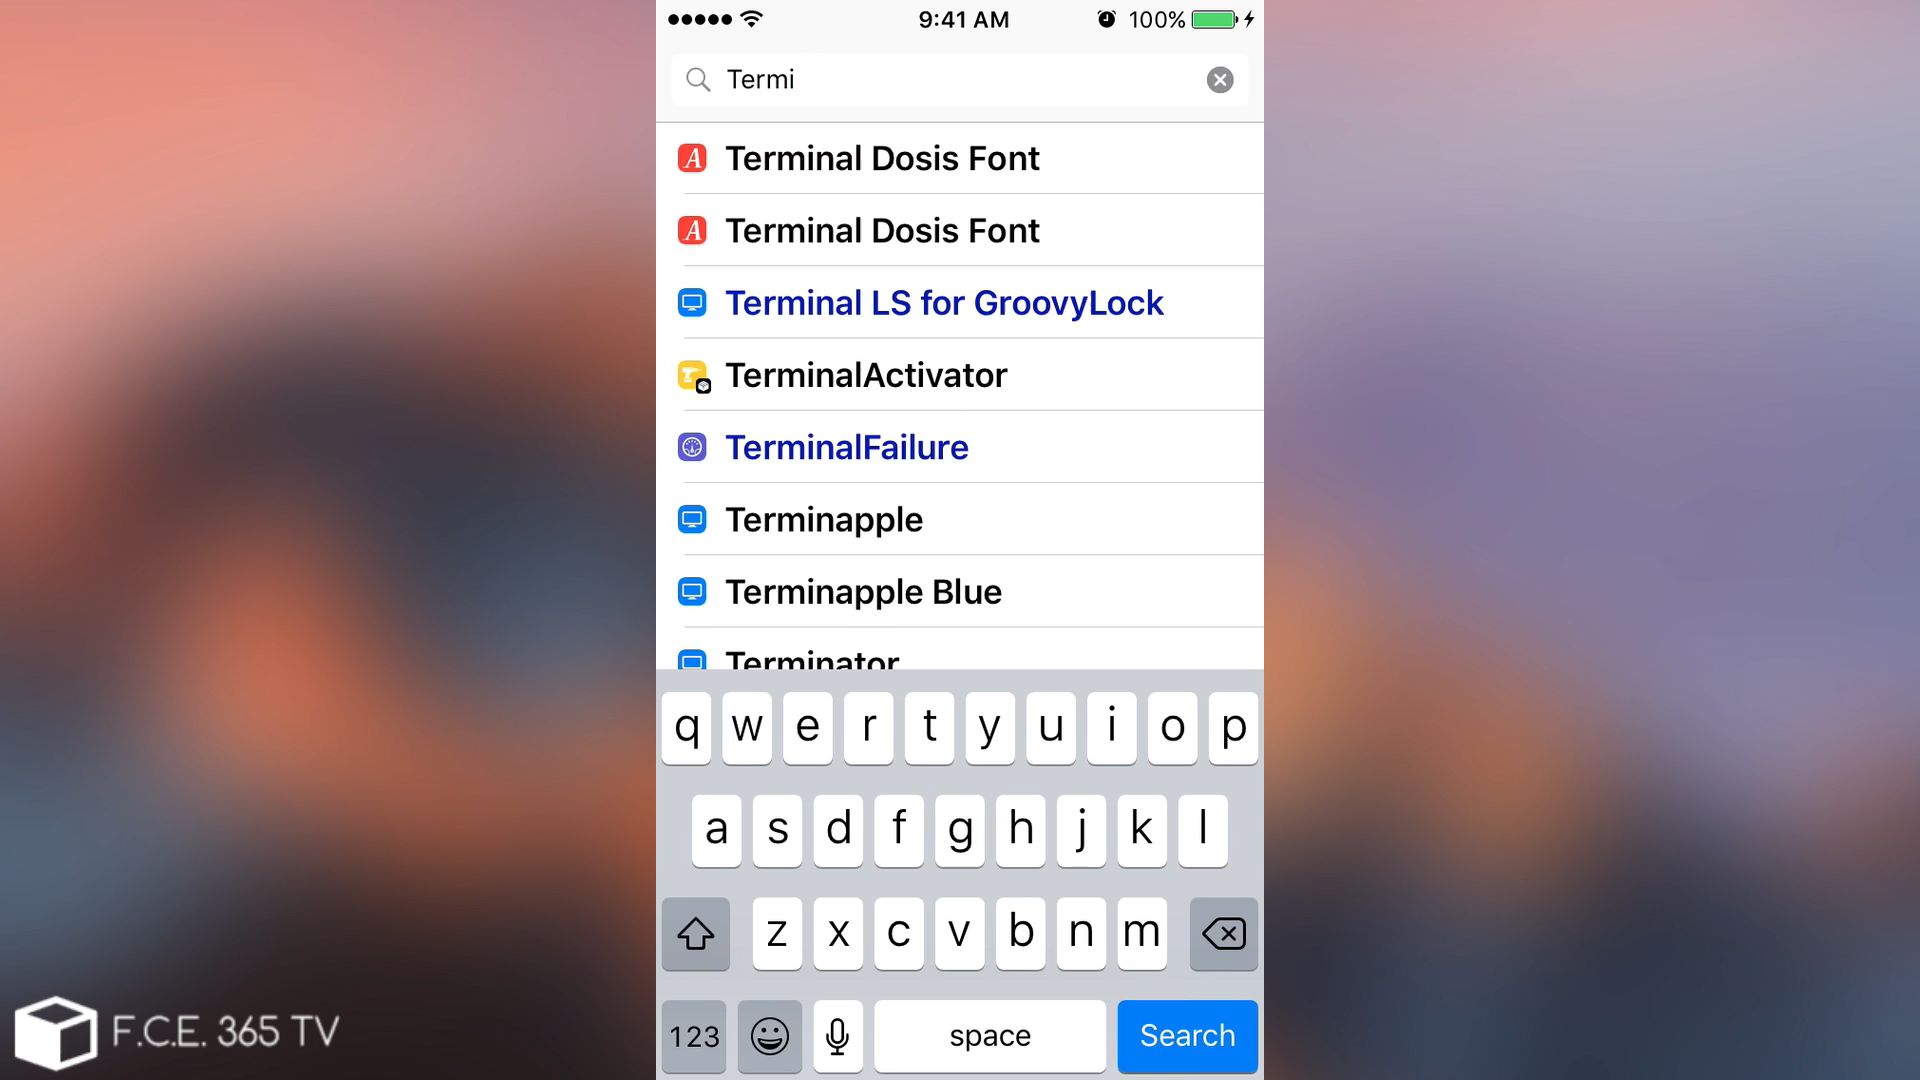 9:41 AM
100%
Termi
Terminal Dosis Font
Terminal Dosis Font
Terminal LS for GroovyLock
TerminalActivator
TerminalFailure
Terminapple
Terminapple Blue
Terminator
q w e r t y u i o p
a s d f g h j k l
z x c v b n m
123 space Search
F.C.E. 365 TV